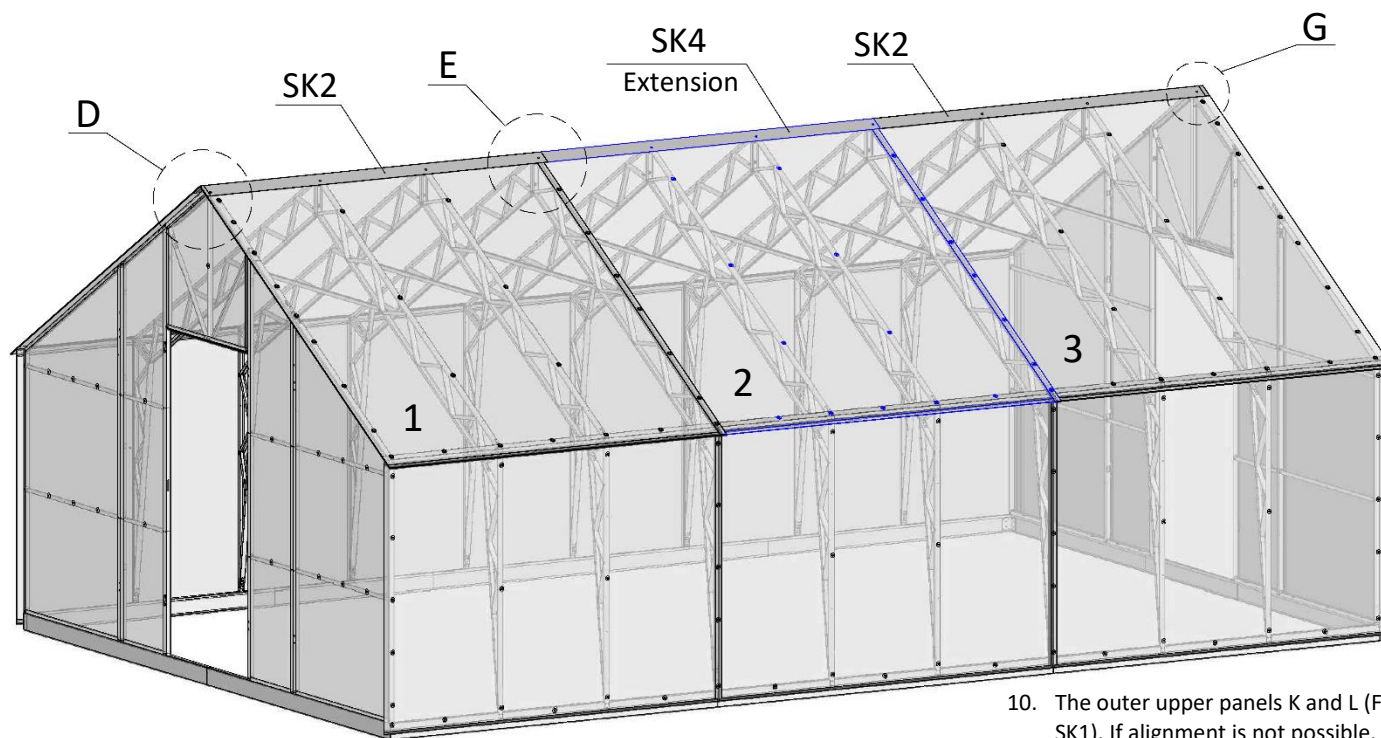 G
SK4
SK2
E
Extension
SK2
D
3
2
1
10. The outer upper panels K and L (F
SK1). If alignment is not possible,